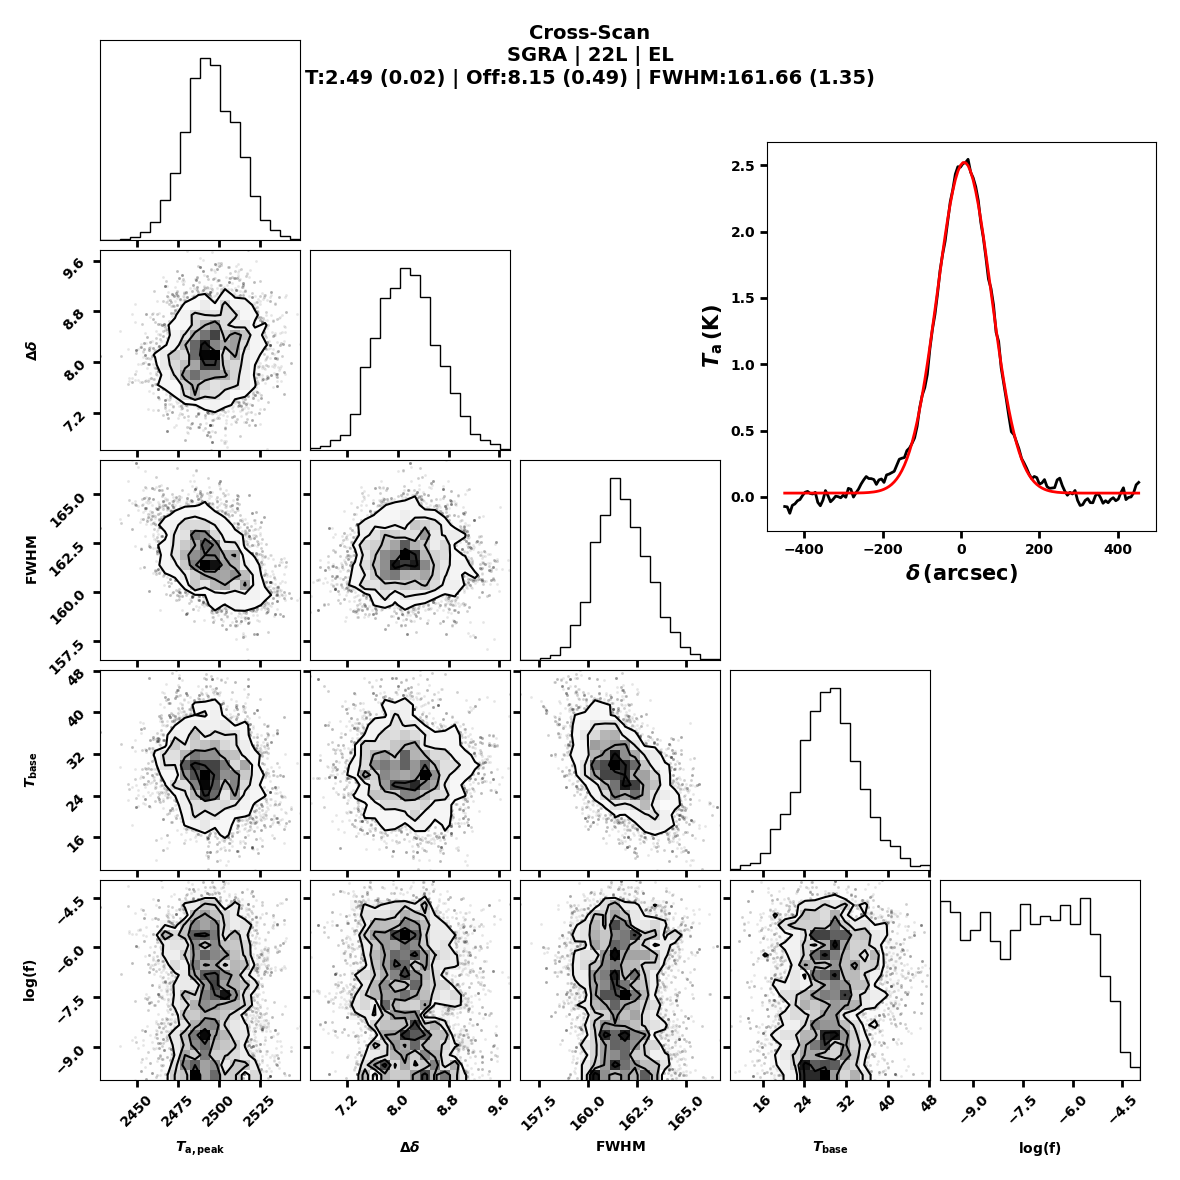 Cross-Scan
SGRA | 22L | EL
T:2.49 (0.02) | Off:8.15 (0.49) | FWHM:161.66 (1.35)
2.5
2.0
1.5
1.0
0.5
0.0
T_a (K)
−400 −200 0 200 400
δ (arcsec)
9.6
8.8
8.0
7.2
Δδ
165.0
162.5
160.0
157.5
FWHM
48
40
32
24
16
T_base
−4.5
−6.0
−7.5
−9.0
log(f)
2450 2475 2500 2525 7.2 8.0 8.8 9.6 157.5 160.0 162.5 165.0 16 24 32 40 48 −9.0 −7.5 −6.0 −4.5
T_a,peak Δδ FWHM T_base log(f)